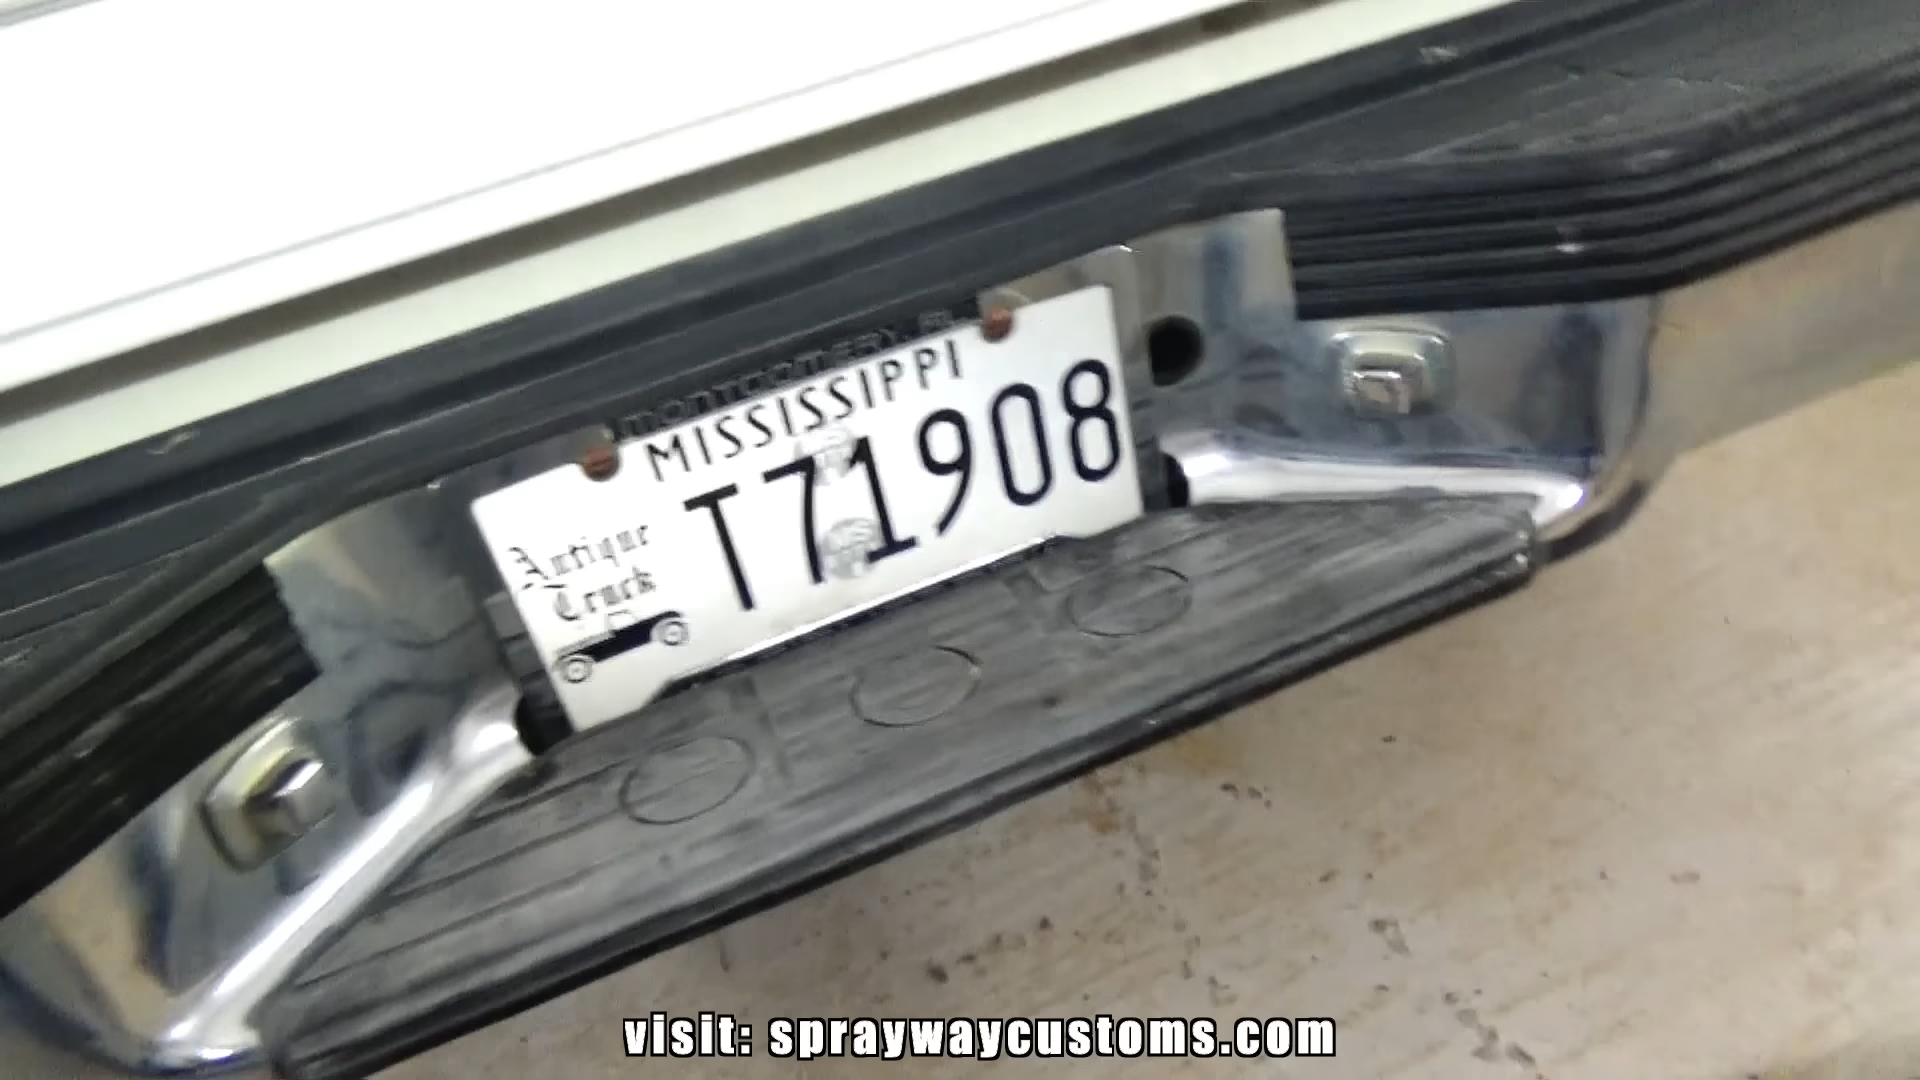 MISSISSIPPI
T71908
Antique
Truck
visit: spraywaycustoms.com